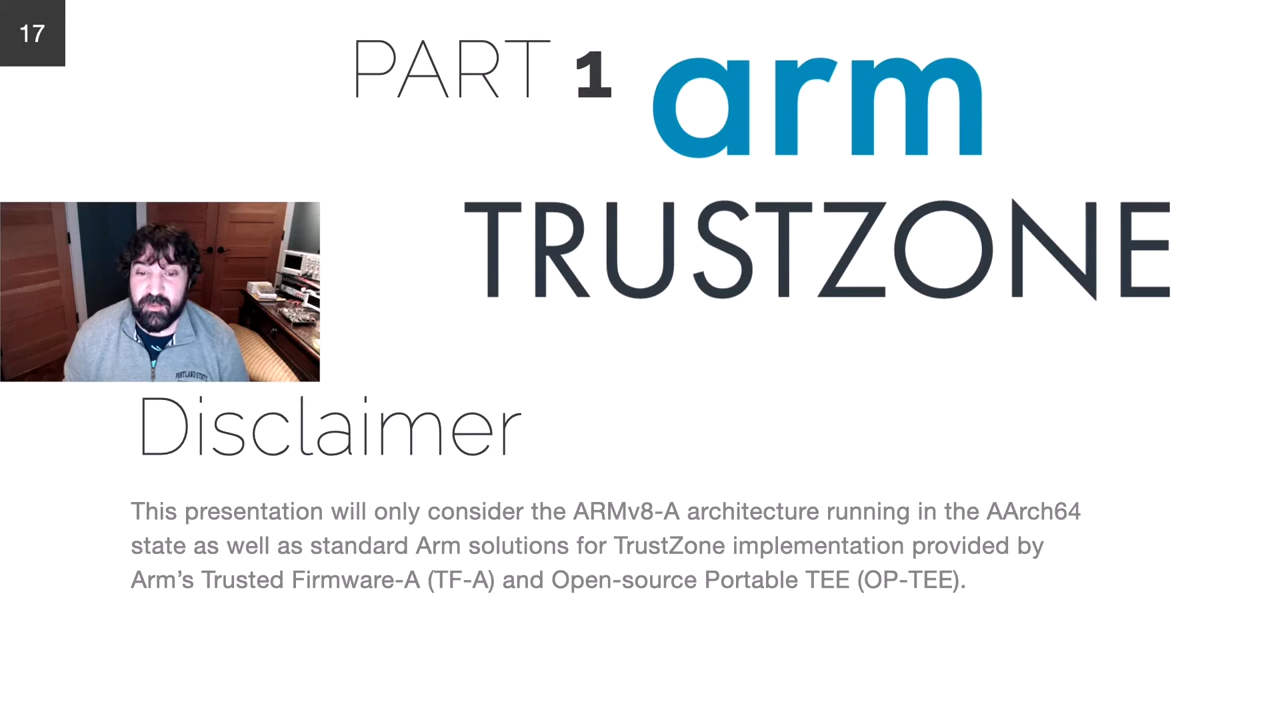 17
PART 1 arm
TRUSTZONE
PORTLAND STATE
Disclaimer
This presentation will only consider the ARMv8-A architecture running in the AArch64
state as well as standard Arm solutions for TrustZone implementation provided by
Arm’s Trusted Firmware-A (TF-A) and Open-source Portable TEE (OP-TEE).